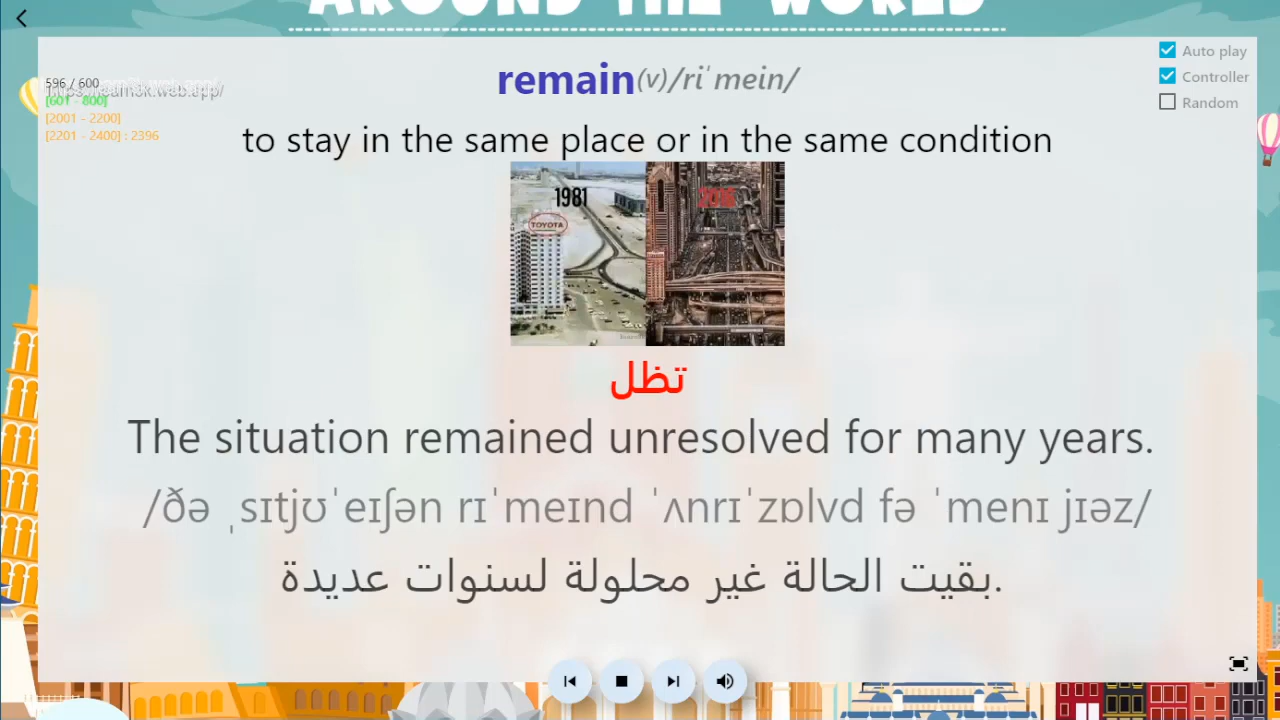 AROUND THE WORLD
596 / 600
[601 - 800]
[2001 - 2200]
[2201 - 2400] : 2396
Auto play
Controller
Random
remain(v)/riˈmein/
to stay in the same place or in the same condition
1981
TOYOTA
2016
تظل
The situation remained unresolved for many years.
/ðə ˌsɪtjʊˈeɪʃən rɪˈmeɪnd ˈʌnrɪˈzɒlvd fə ˈmenɪ jɪəz/
بقيت الحالة غير محلولة لسنوات عديدة.